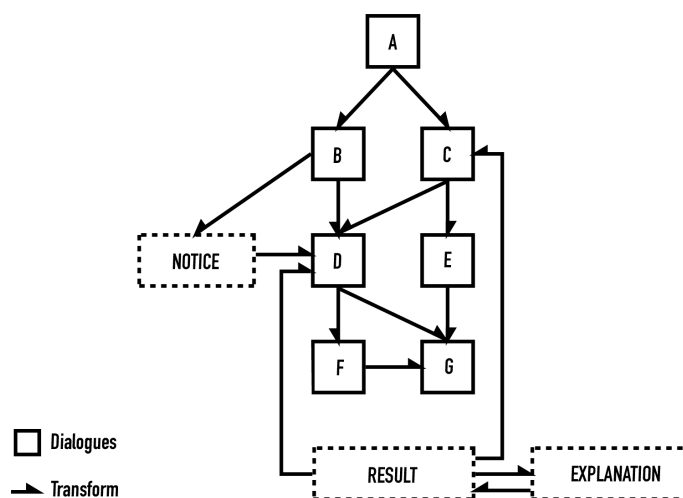 A
B
C
NOTICE
D
E
F
G
Dialogues
RESULT
EXPLANATION
Transform